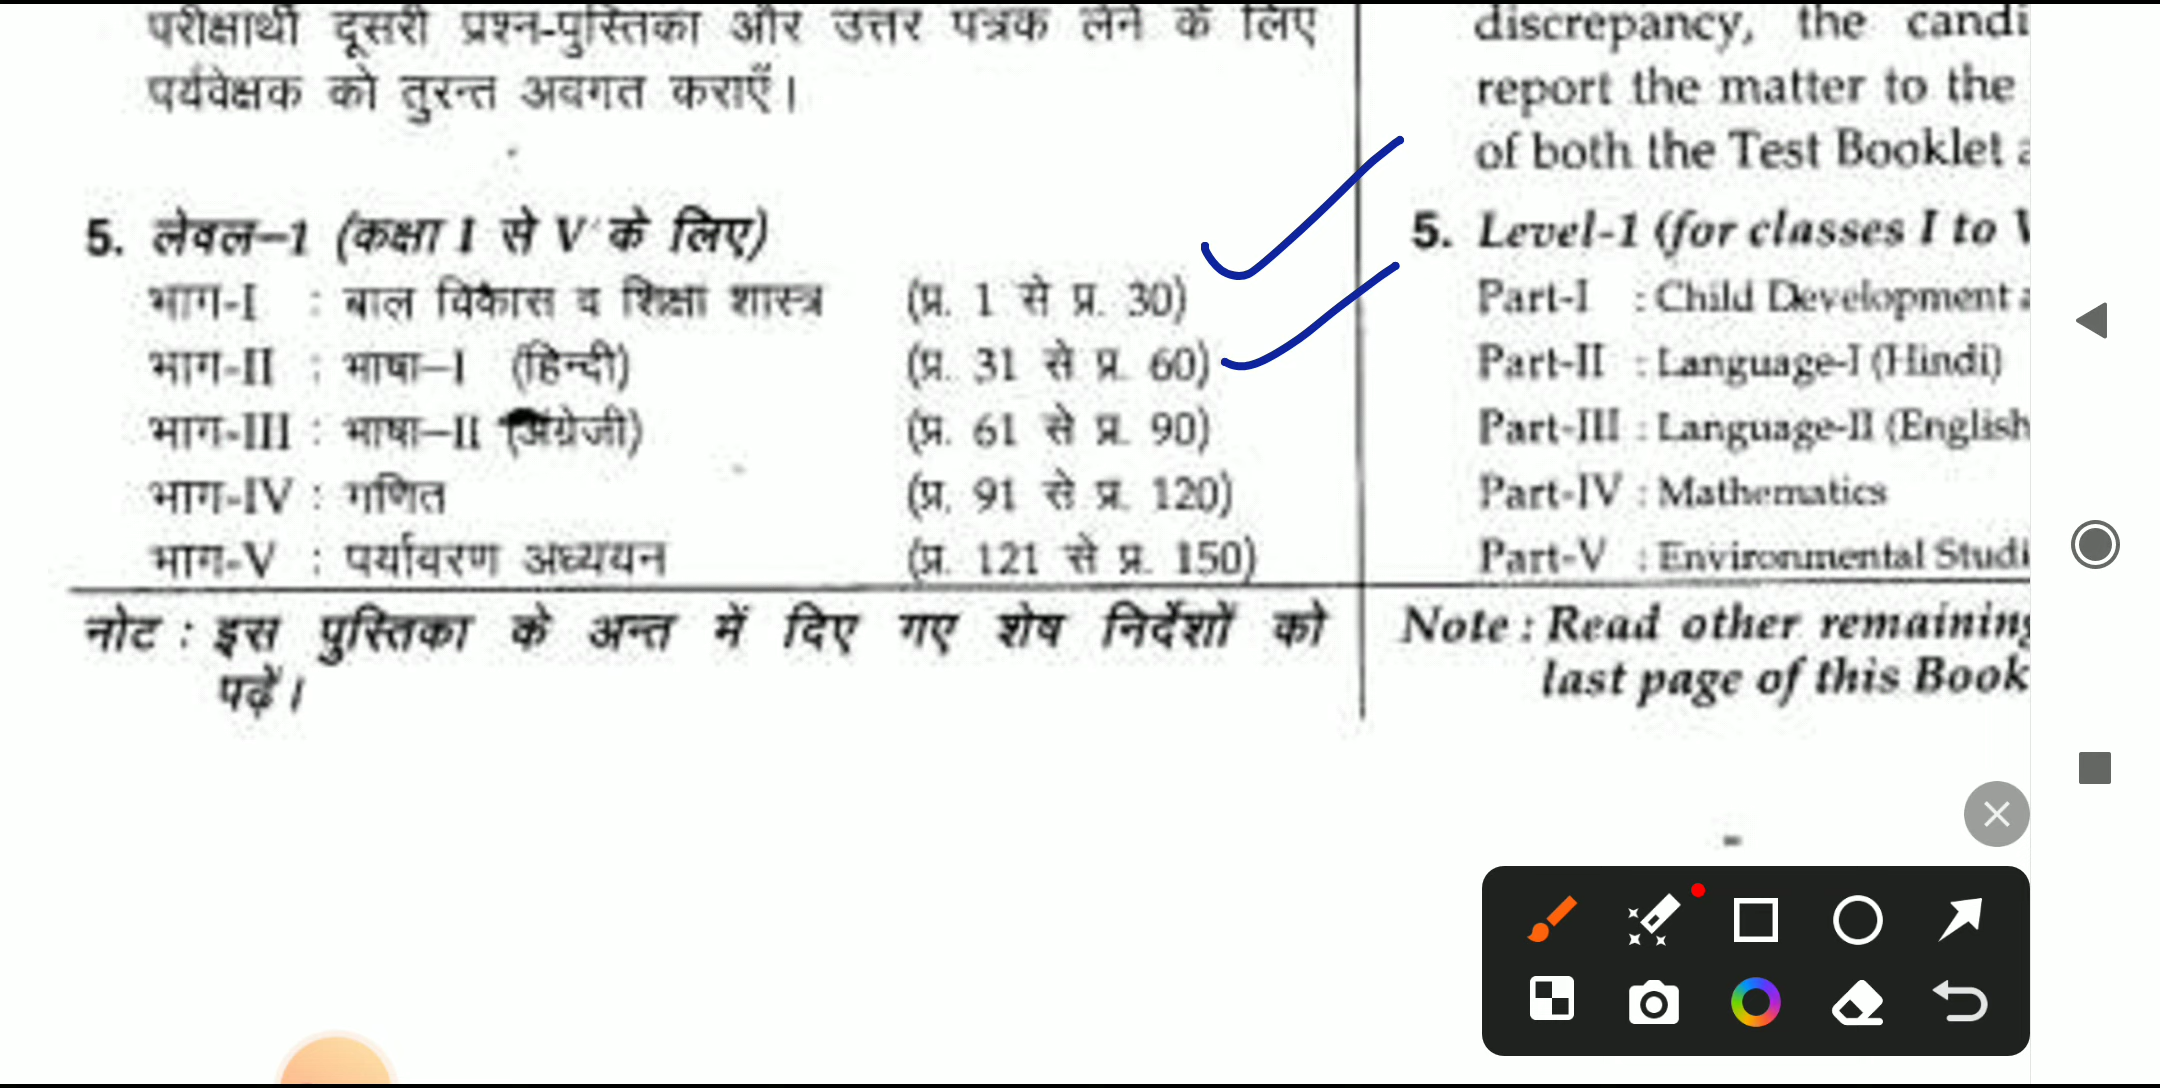 परीक्षार्थी दूसरी प्रश्न-पुस्तिका और उत्तर पत्रक लेने के लिए
पर्यवेक्षक को तुरन्त अवगत कराएँ।
5. लेवल-1 (कक्षा I से V के लिए)
भाग-I : बाल विकास व शिक्षा शास्त्र (प्र. 1 से प्र. 30)
भाग-II : भाषा-I (हिन्दी) (प्र. 31 से प्र. 60)
भाग-III : भाषा-II (अंग्रेजी) (प्र. 61 से प्र. 90)
भाग-IV : गणित (प्र. 91 से प्र. 120)
भाग-V : पर्यावरण अध्ययन (प्र. 121 से प्र. 150)
नोट : इस पुस्तिका के अन्त में दिए गए शेष निर्देशों को
पढ़ें।
discrepancy, the candi
report the matter to the
of both the Test Booklet
5. Level-1 (for classes I to V
Part-I : Child Development
Part-II : Language-I (Hindi)
Part-III : Language-II (English
Part-IV : Mathematics
Part-V : Environmental Studi
Note : Read other remaining
last page of this Book